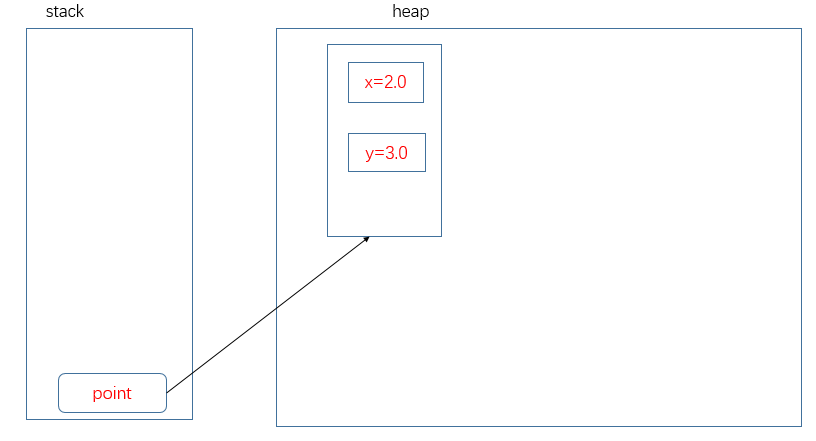 stack
heap
x=2.0
y=3.0
point